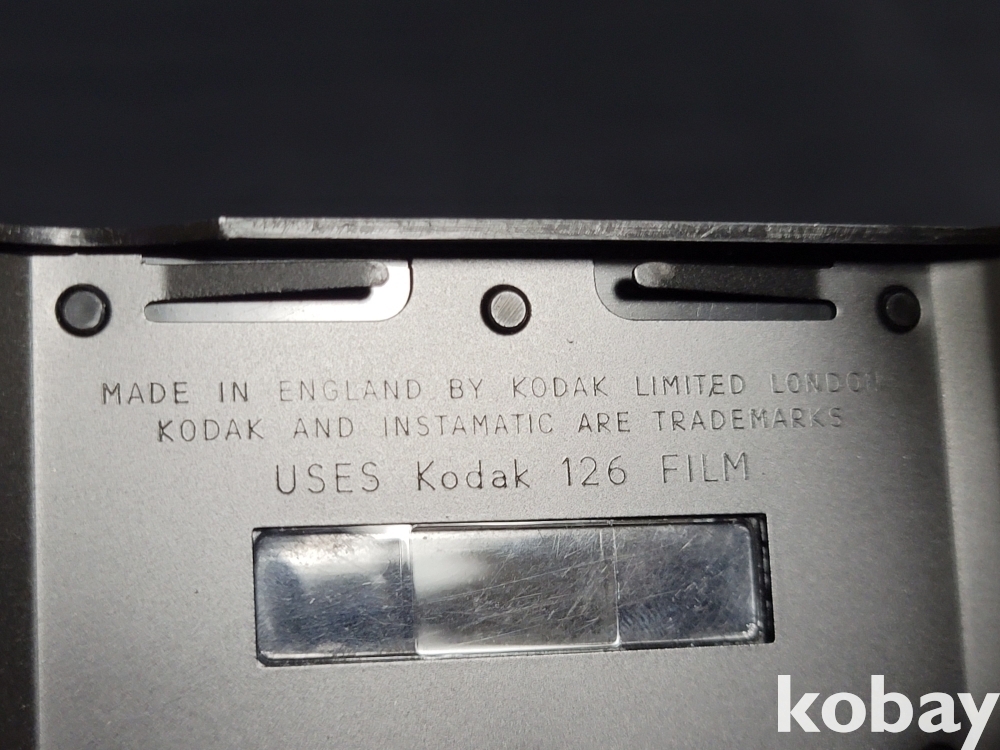 MADE IN ENGLAND BY KODAK LIMITED LONDON
KODAK AND INSTAMATIC ARE TRADEMARKS
USES Kodak 126 FILM
kobay